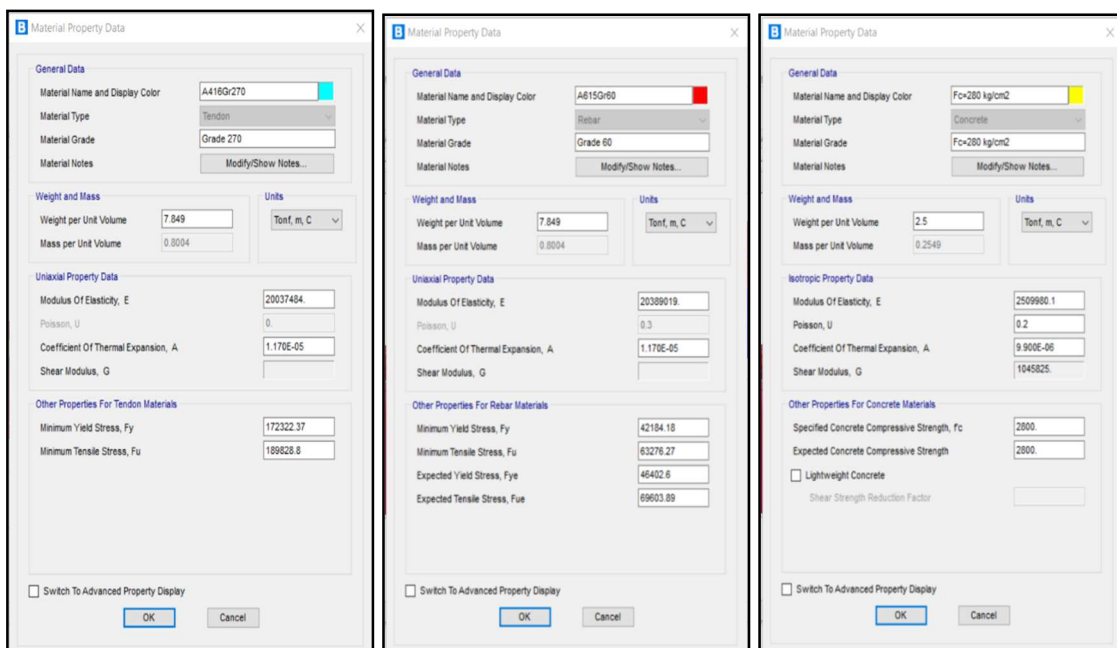 B Material Property Data
General Data
Material Name and Display Color A416Gr270
Material Type Tendon
Material Grade Grade 270
Material Notes Modify/Show Notes...
Weight and Mass Units
Weight per Unit Volume 7.849 Tonf, m, C
Mass per Unit Volume 0.8004
Uniaxial Property Data
Modulus Of Elasticity, E 20037484.
Poisson, U 0.
Coefficient Of Thermal Expansion, A 1.170E-05
Shear Modulus, G
Other Properties For Tendon Materials
Minimum Yield Stress, Fy 172322.37
Minimum Tensile Stress, Fu 189828.8
Switch To Advanced Property Display
OK Cancel
B Material Property Data
General Data
Material Name and Display Color A615Gr60
Material Type Rebar
Material Grade Grade 60
Material Notes Modify/Show Notes...
Weight and Mass Units
Weight per Unit Volume 7.849 Tonf, m, C
Mass per Unit Volume 0.8004
Uniaxial Property Data
Modulus Of Elasticity, E 20389019.
Poisson, U 0.3
Coefficient Of Thermal Expansion, A 1.170E-05
Shear Modulus, G
Other Properties For Rebar Materials
Minimum Yield Stress, Fy 42184.18
Minimum Tensile Stress, Fu 63276.27
Expected Yield Stress, Fye 46402.6
Expected Tensile Stress, Fue 69603.89
Switch To Advanced Property Display
OK Cancel
B Material Property Data
General Data
Material Name and Display Color Fc=280 kg/cm2
Material Type Concrete
Material Grade Fc=280 kg/cm2
Material Notes Modify/Show Notes...
Weight and Mass Units
Weight per Unit Volume 2.5 Tonf, m, C
Mass per Unit Volume 0.2549
Isotropic Property Data
Modulus Of Elasticity, E 2509980.1
Poisson, U 0.2
Coefficient Of Thermal Expansion, A 9.900E-06
Shear Modulus, G 1045825.
Other Properties For Concrete Materials
Specified Concrete Compressive Strength, f'c 2800.
Expected Concrete Compressive Strength 2800.
Lightweight Concrete
Shear Strength Reduction Factor
Switch To Advanced Property Display
OK Cancel